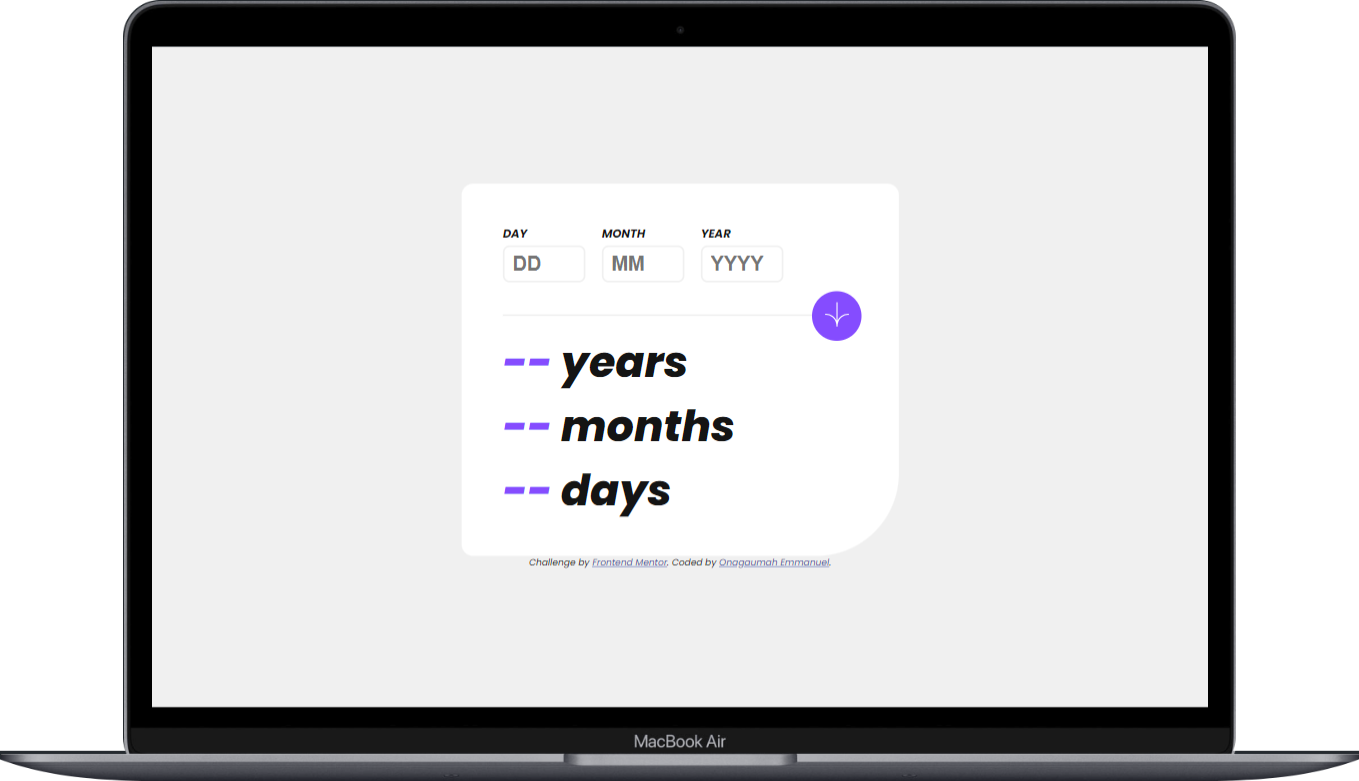 DAY MONTH YEAR
DD MM YYYY
-- years
-- months
-- days
Challenge by Frontend Mentor. Coded by Onagaumah Emmanuel.
MacBook Air